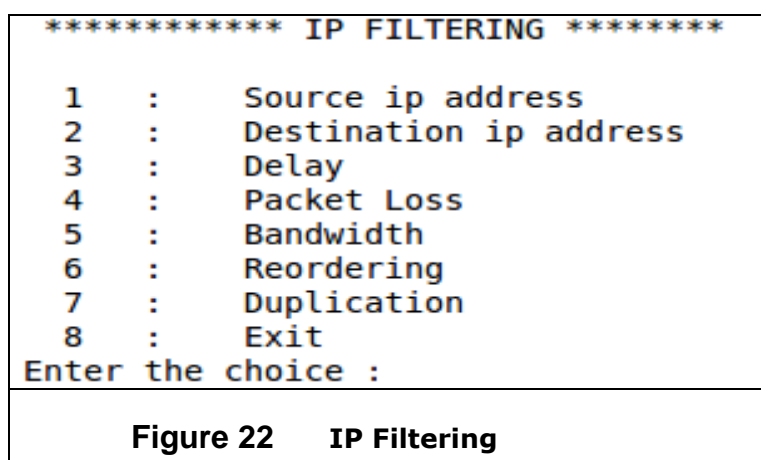 ************ IP FILTERING ********
1 : Source ip address
2 : Destination ip address
3 : Delay
4 : Packet Loss
5 : Bandwidth
6 : Reordering
7 : Duplication
8 : Exit
Enter the choice :
Figure 22 IP Filtering